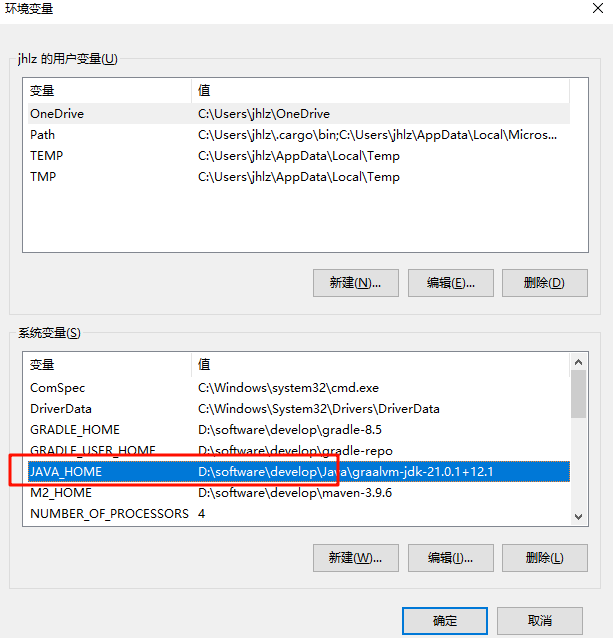 环境变量
jhlz 的用户变量(U)
变量 值
OneDrive C:\Users\jhlz\OneDrive
Path C:\Users\jhlz\.cargo\bin;C:\Users\jhlz\AppData\Local\Micros...
TEMP C:\Users\jhlz\AppData\Local\Temp
TMP C:\Users\jhlz\AppData\Local\Temp
新建(N)... 编辑(E)... 删除(D)
系统变量(S)
变量 值
ComSpec C:\Windows\system32\cmd.exe
DriverData C:\Windows\System32\Drivers\DriverData
GRADLE_HOME D:\software\develop\gradle-8.5
GRADLE_USER_HOME D:\software\develop\gradle-repo
JAVA_HOME D:\software\develop\Java\graalvm-jdk-21.0.1+12.1
M2_HOME D:\software\develop\maven-3.9.6
NUMBER_OF_PROCESSORS 4
新建(W)... 编辑(I)... 删除(L)
确定 取消